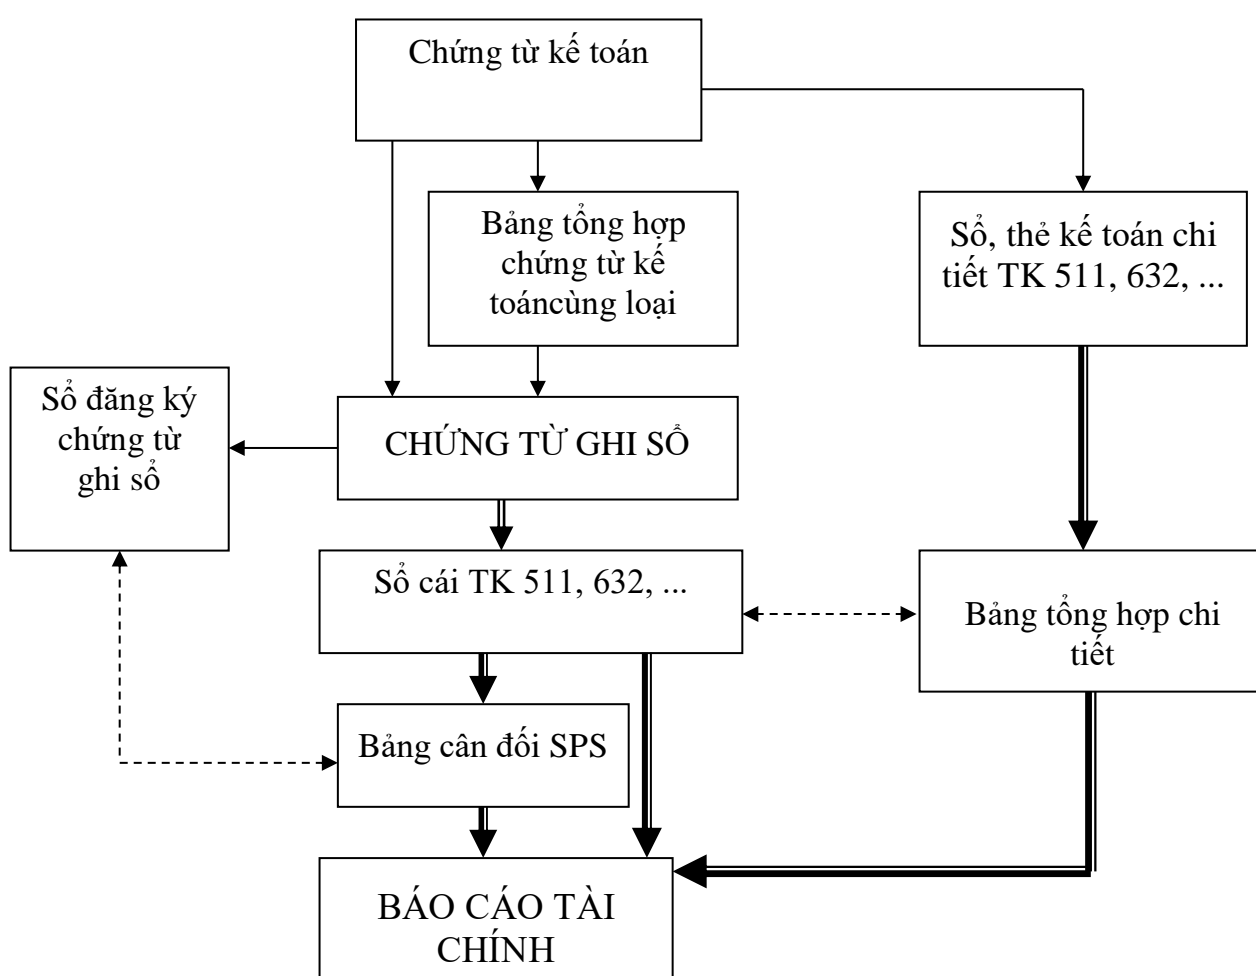 Chứng từ kế toán
Bảng tổng hợp
chứng từ kế
toáncùng loại
Sổ, thẻ kế toán chi
tiết TK 511, 632, ...
Sổ đăng ký
chứng từ
ghi sổ
CHỨNG TỪ GHI SỔ
Sổ cái TK 511, 632, ...
Bảng tổng hợp chi
tiết
Bảng cân đối SPS
BÁO CÁO TÀI
CHÍNH